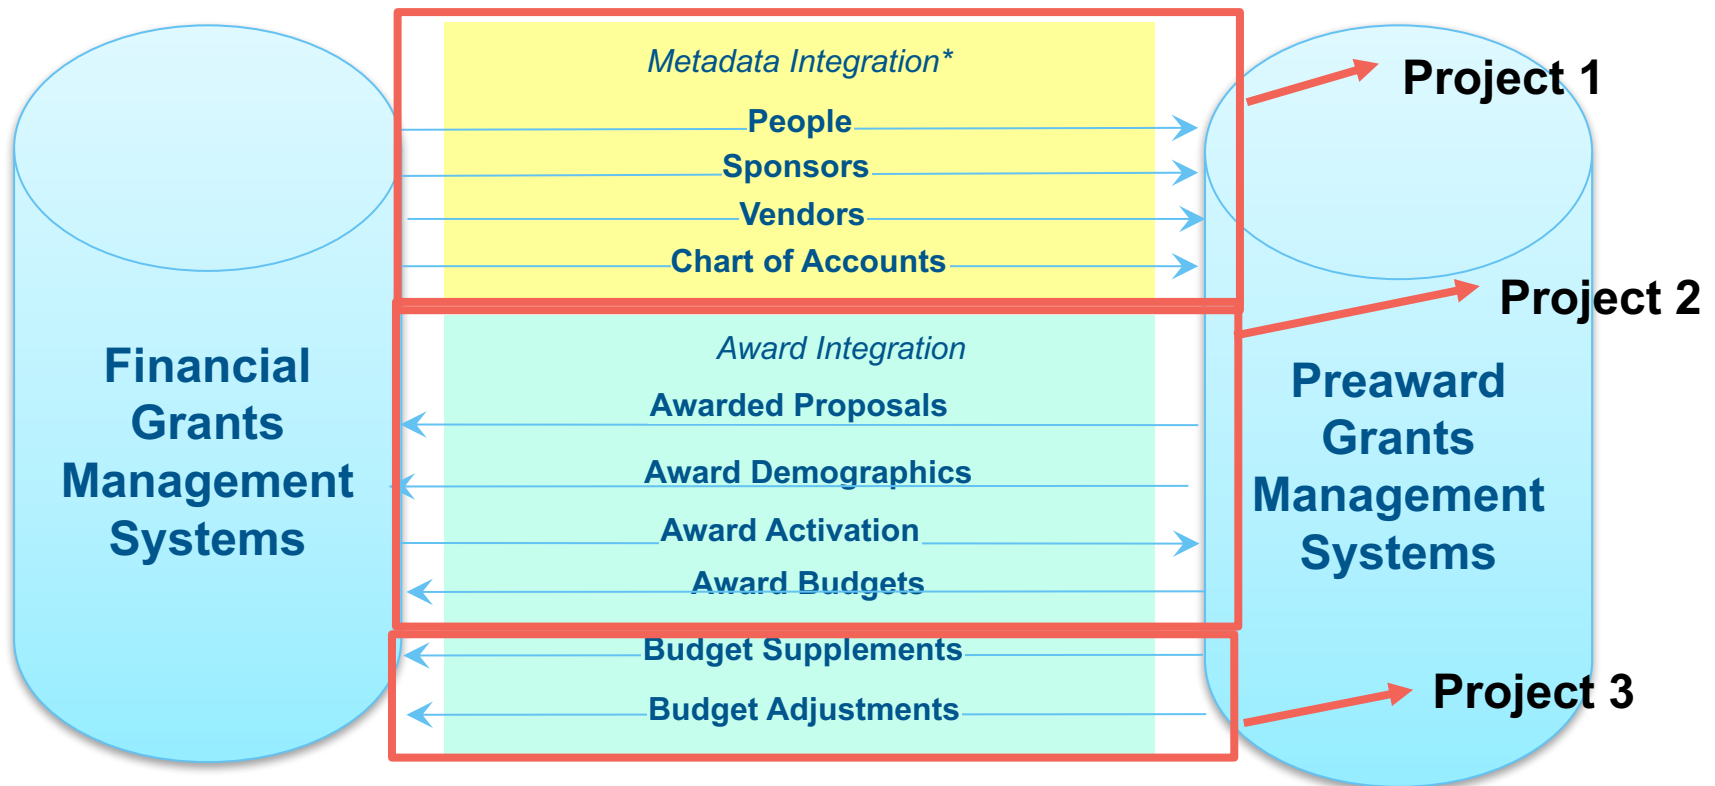 Metadata Integration*
People
Sponsors
Vendors
Chart of Accounts
Project 1
Project 2
Award Integration
Awarded Proposals
Award Demographics
Award Activation
Award Budgets
Budget Supplements
Budget Adjustments
Project 3
Financial
Grants
Management
Systems
Preaward
Grants
Management
Systems